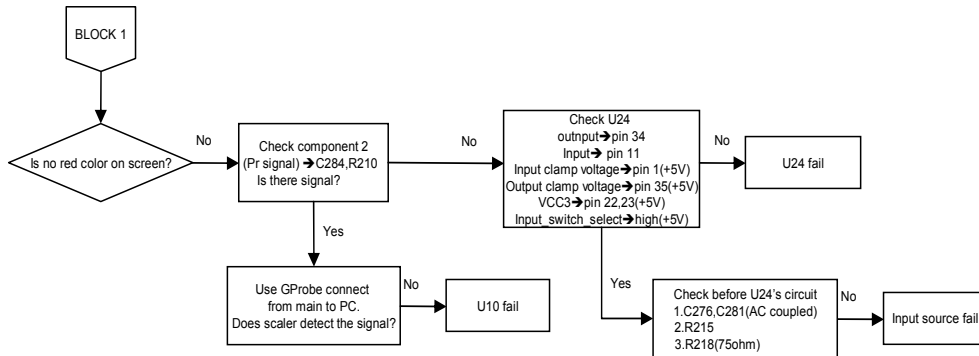 BLOCK 1
Is no red color on screen?
No
Check component 2
(Pr signal) ➔ C284,R210
Is there signal?
No
Check U24
outnput➔pin 34
Input➔ pin 11
Input clamp voltage➔pin 1(+5V)
Output clamp voltage➔pin 35(+5V)
VCC3➔pin 22,23(+5V)
Input_switch_select➔high(+5V)
No
U24 fail
Yes
Use GProbe connect
from main to PC.
Does scaler detect the signal?
No
U10 fail
Yes
Check before U24's circuit
1.C276,C281(AC coupled)
2.R215
3.R218(75ohm)
No
Input source fail